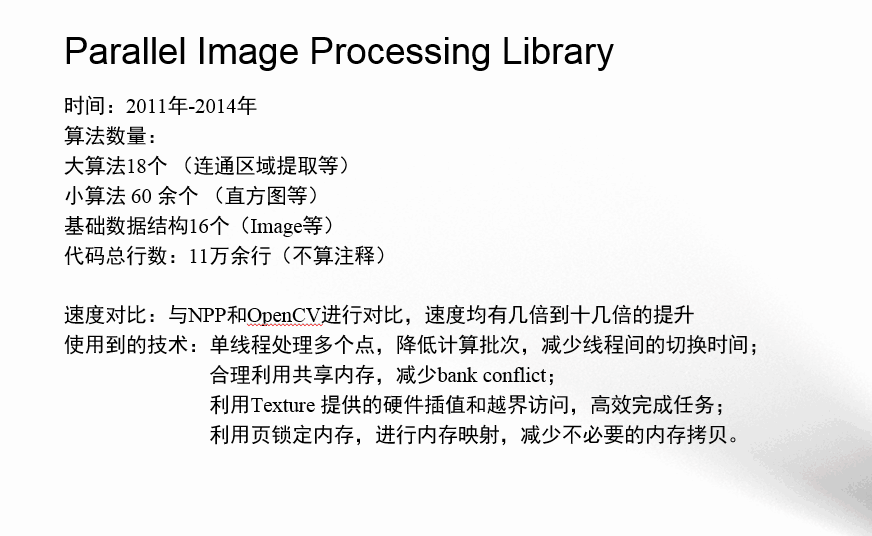 Parallel Image Processing Library
时间：2011年-2014年
算法数量：
大算法18个 （连通区域提取等）
小算法 60 余个 （直方图等）
基础数据结构16个（Image等）
代码总行数：11万余行（不算注释）
速度对比：与NPP和OpenCV进行对比，速度均有几倍到十几倍的提升
使用到的技术：单线程处理多个点，降低计算批次，减少线程间的切换时间；
合理利用共享内存，减少bank conflict；
利用Texture 提供的硬件插值和越界访问，高效完成任务；
利用页锁定内存，进行内存映射，减少不必要的内存拷贝。